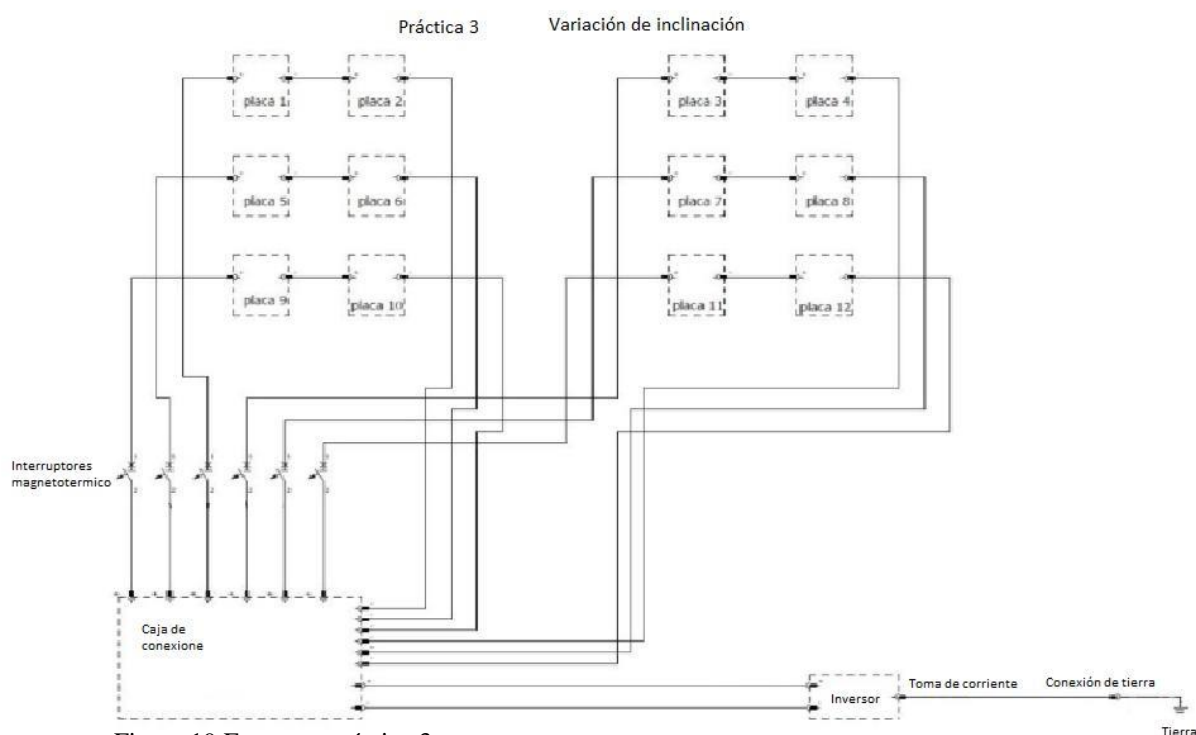 Práctica 3 Variación de inclinación
placa 1 placa 2 placa 3 placa 4
placa 5 placa 6 placa 7 placa 8
placa 9 placa 10 placa 11 placa 12
Interruptores
magnetotermico
Caja de
conexione
Inversor
Toma de corriente Conexión de tierra
Tierra